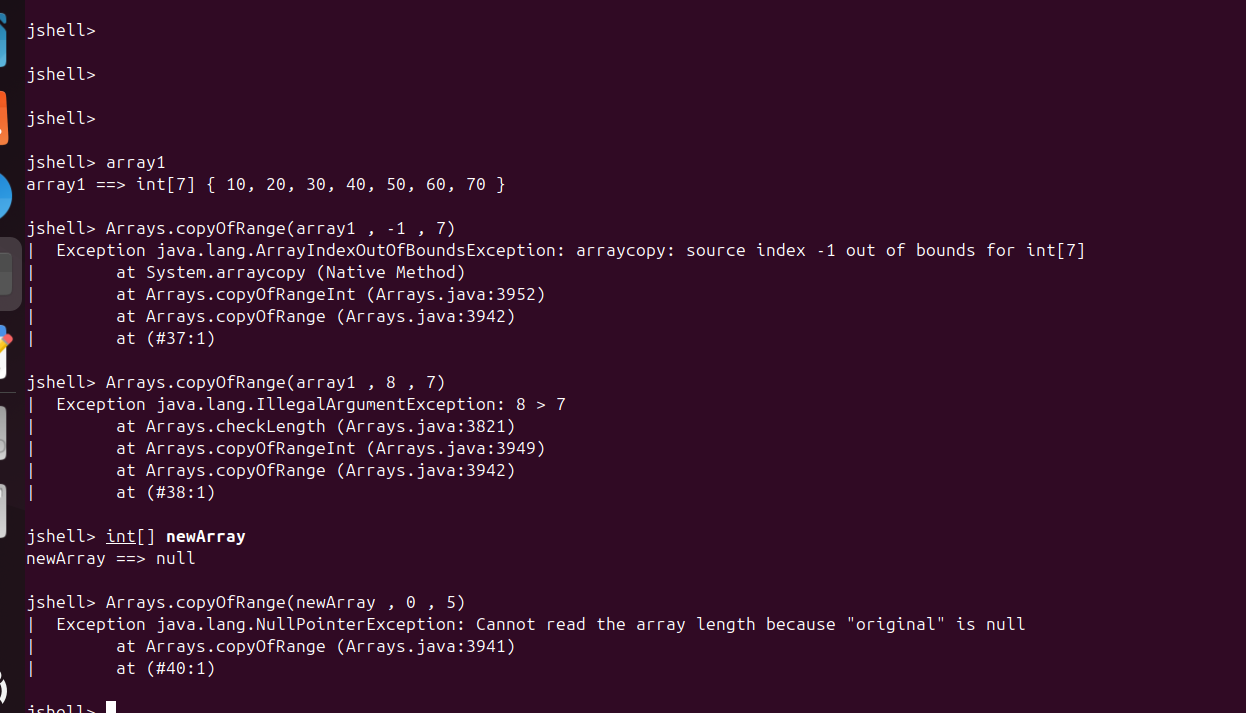 jshell>
jshell>
jshell>
jshell> array1
array1 ==> int[7] { 10, 20, 30, 40, 50, 60, 70 }
jshell> Arrays.copyOfRange(array1 , -1 , 7)
|  Exception java.lang.ArrayIndexOutOfBoundsException: arraycopy: source index -1 out of bounds for int[7]
|        at System.arraycopy (Native Method)
|        at Arrays.copyOfRangeInt (Arrays.java:3952)
|        at Arrays.copyOfRange (Arrays.java:3942)
|        at (#37:1)
jshell> Arrays.copyOfRange(array1 , 8 , 7)
|  Exception java.lang.IllegalArgumentException: 8 > 7
|        at Arrays.checkLength (Arrays.java:3821)
|        at Arrays.copyOfRangeInt (Arrays.java:3949)
|        at Arrays.copyOfRange (Arrays.java:3942)
|        at (#38:1)
jshell> int[] newArray
newArray ==> null
jshell> Arrays.copyOfRange(newArray , 0 , 5)
|  Exception java.lang.NullPointerException: Cannot read the array length because "original" is null
|        at Arrays.copyOfRange (Arrays.java:3941)
|        at (#40:1)
jshell>